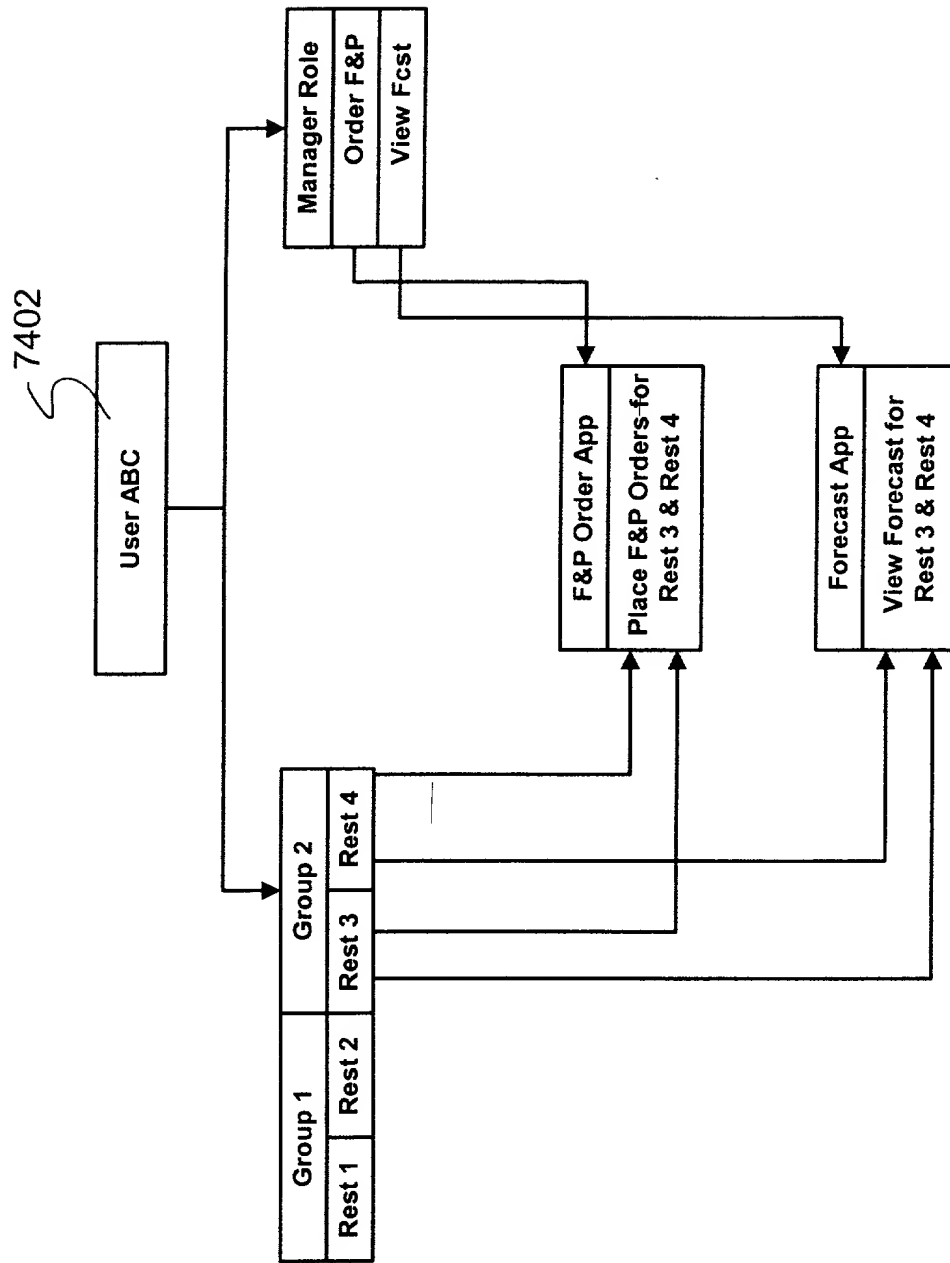 7402
User ABC
Group 1
Group 2
Rest 1
Rest 2
Rest 3
Rest 4
Manager Role
Order F&P
View Fcst
F&P Order App
Place F&P Orders for
Rest 3 & Rest 4
Forecast App
View Forecast for
Rest 3 & Rest 4